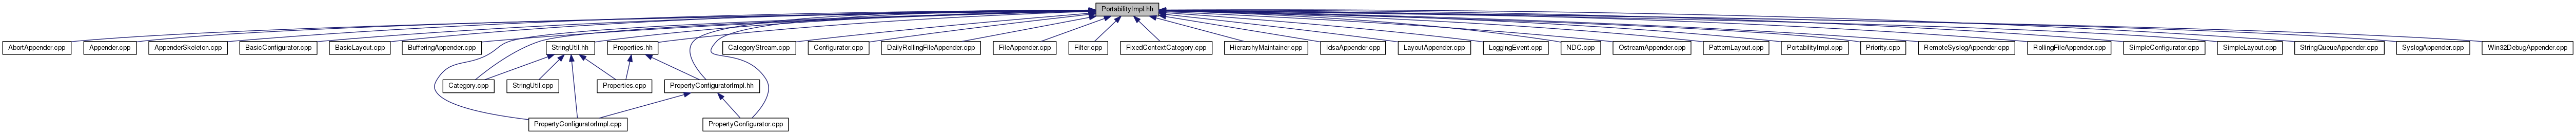 PortabilityImpl.hh
AbortAppender.cpp
Appender.cpp
AppenderSkeleton.cpp
BasicConfigurator.cpp
BasicLayout.cpp
BufferingAppender.cpp
StringUtil.hh
Properties.hh
CategoryStream.cpp
Configurator.cpp
DailyRollingFileAppender.cpp
FileAppender.cpp
Filter.cpp
FixedContextCategory.cpp
HierarchyMaintainer.cpp
IdsaAppender.cpp
LayoutAppender.cpp
LoggingEvent.cpp
NDC.cpp
OstreamAppender.cpp
PatternLayout.cpp
PortabilityImpl.cpp
Priority.cpp
RemoteSyslogAppender.cpp
RollingFileAppender.cpp
SimpleConfigurator.cpp
SimpleLayout.cpp
StringQueueAppender.cpp
SyslogAppender.cpp
Win32DebugAppender.cpp
Category.cpp
StringUtil.cpp
Properties.cpp
PropertyConfiguratorImpl.hh
PropertyConfiguratorImpl.cpp
PropertyConfigurator.cpp